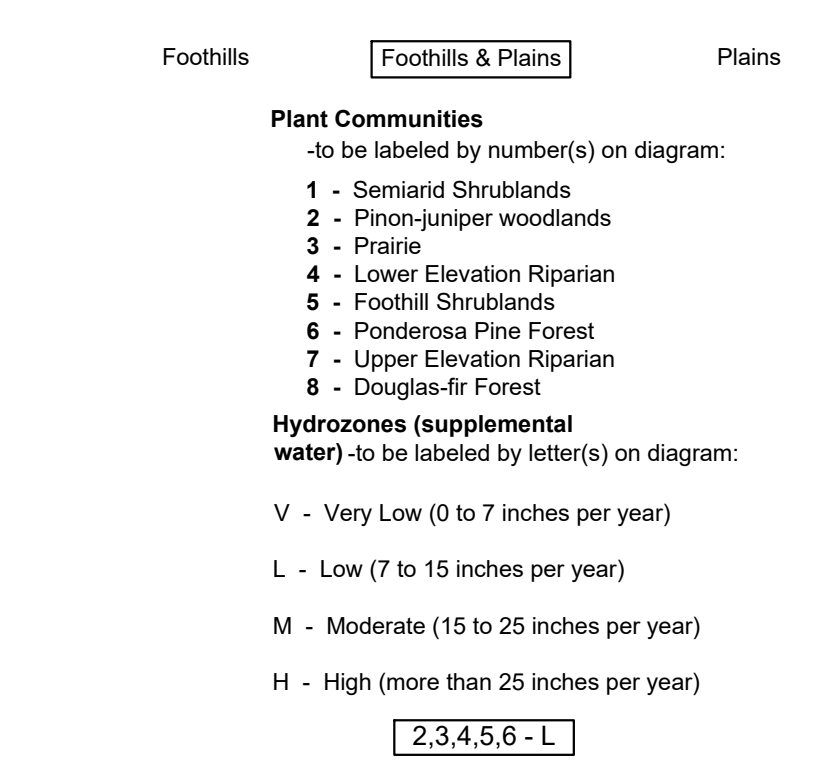 Foothills Foothills & Plains Plains
Plant Communities
-to be labeled by number(s) on diagram:
1 - Semiarid Shrublands
2 - Pinon-juniper woodlands
3 - Prairie
4 - Lower Elevation Riparian
5 - Foothill Shrublands
6 - Ponderosa Pine Forest
7 - Upper Elevation Riparian
8 - Douglas-fir Forest
Hydrozones (supplemental
water) -to be labeled by letter(s) on diagram:
V - Very Low (0 to 7 inches per year)
L - Low (7 to 15 inches per year)
M - Moderate (15 to 25 inches per year)
H - High (more than 25 inches per year)
2,3,4,5,6 - L